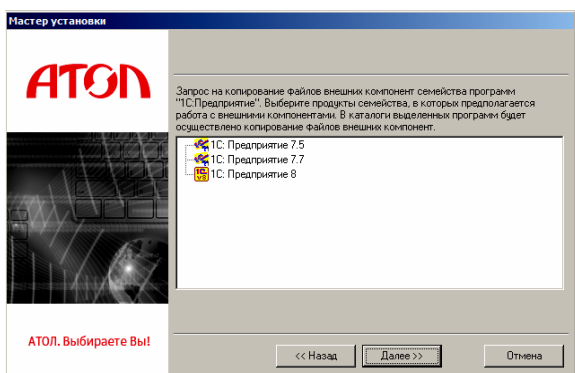 Мастер установки
АТОЛ
Запрос на копирование файлов внешних компонент семейства программ
"1С:Предприятие". Выберите продукты семейства, в которых предполагается
работа с внешними компонентами. В каталоги выделенных программ будет
осуществлено копирование файлов внешних компонент.
1С: Предприятие 7.5
1С: Предприятие 7.7
1С: Предприятие 8
АТОЛ. Выбираете Вы!
<< Назад
Далее >>
Отмена